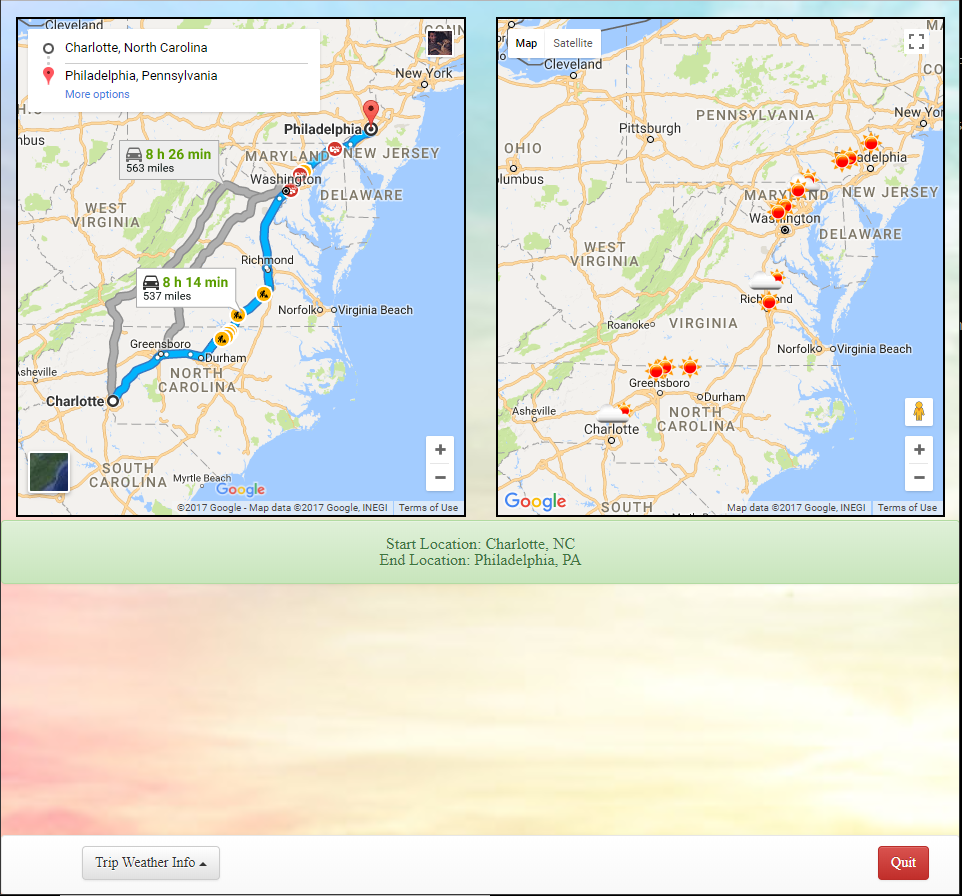 Cleveland
Charlotte, North Carolina
Philadelphia, Pennsylvania
More options
New York
Philadelphia
8 h 26 min
563 miles
MARYLAND
NEW JERSEY
Washington
DELAWARE
WEST
VIRGINIA
Richmond
8 h 14 min
537 miles
Norfolk
Virginia Beach
Greensboro
Durham
Asheville
NORTH
CAROLINA
Charlotte
SOUTH
CAROLINA
Myrtle Beach
Google
+
−
©2017 Google - Map data ©2017 Google, INEGI
Terms of Use
Map
Satellite
Cleveland
PENNSYLVANIA
Pittsburgh
OHIO
WEST
VIRGINIA
MARYLAND
NEW JERSEY
Washington
DELAWARE
Richmond
Roanoke
VIRGINIA
Norfolk
Virginia Beach
Greensboro
Durham
Asheville
NORTH
CAROLINA
Charlotte
+
−
Google
SOUTH
Map data ©2017 Google, INEGI
Terms of Use
Start Location: Charlotte, NC
End Location: Philadelphia, PA
Trip Weather Info
Quit